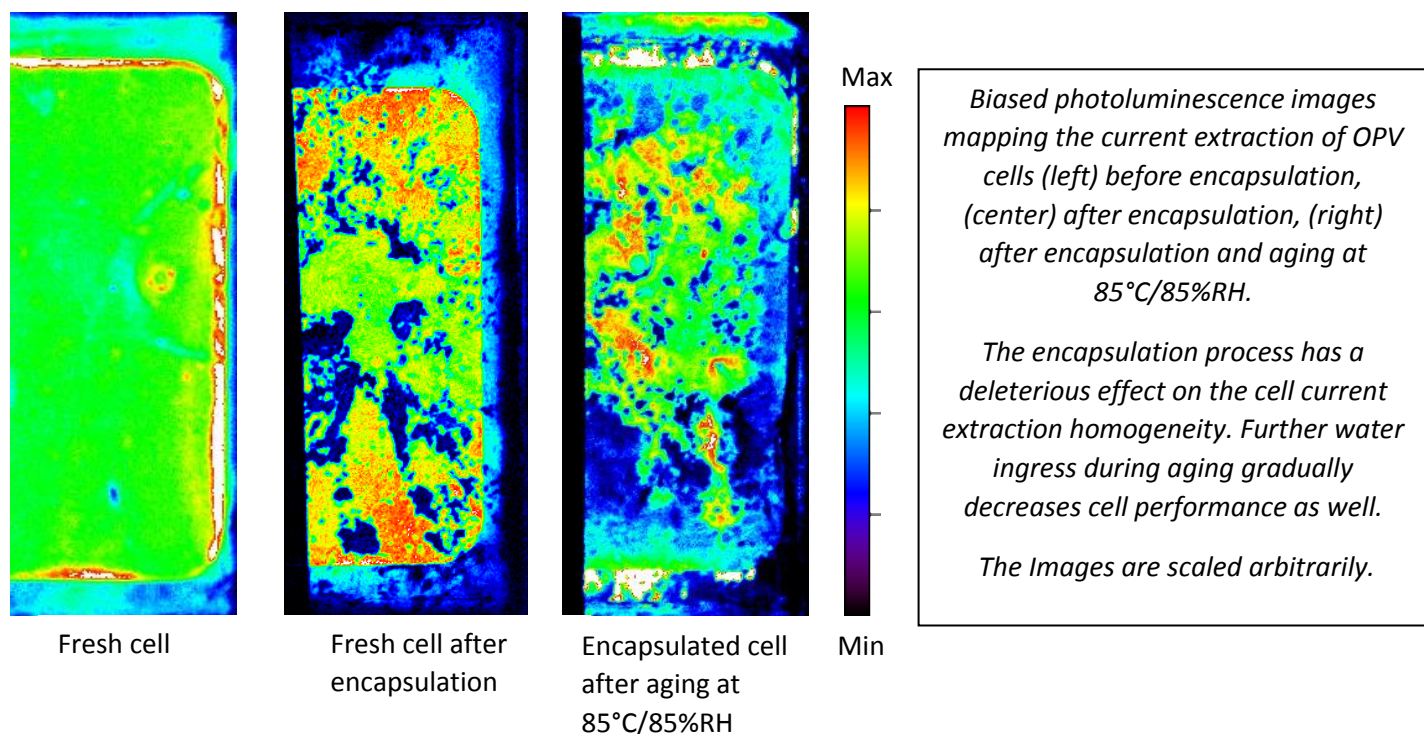 Max
Min
Fresh cell
Fresh cell after
encapsulation
Encapsulated cell
after aging at
85°C/85%RH
Biased photoluminescence images
mapping the current extraction of OPV
cells (left) before encapsulation,
(center) after encapsulation, (right)
after encapsulation and aging at
85°C/85%RH.
The encapsulation process has a
deleterious effect on the cell current
extraction homogeneity. Further water
ingress during aging gradually
decreases cell performance as well.
The Images are scaled arbitrarily.